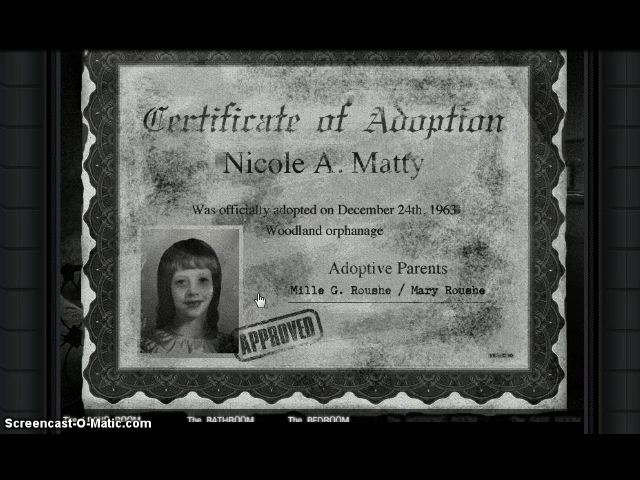 Certificate of Adoption
Nicole A. Matty
Was officially adopted on December 24th, 1963
Woodland orphanage
Adoptive Parents
Mille G. Roushe / Mary Roushe
APPROVED
The BATHROOM
The BEDROOM
Screencast-O-Matic.com